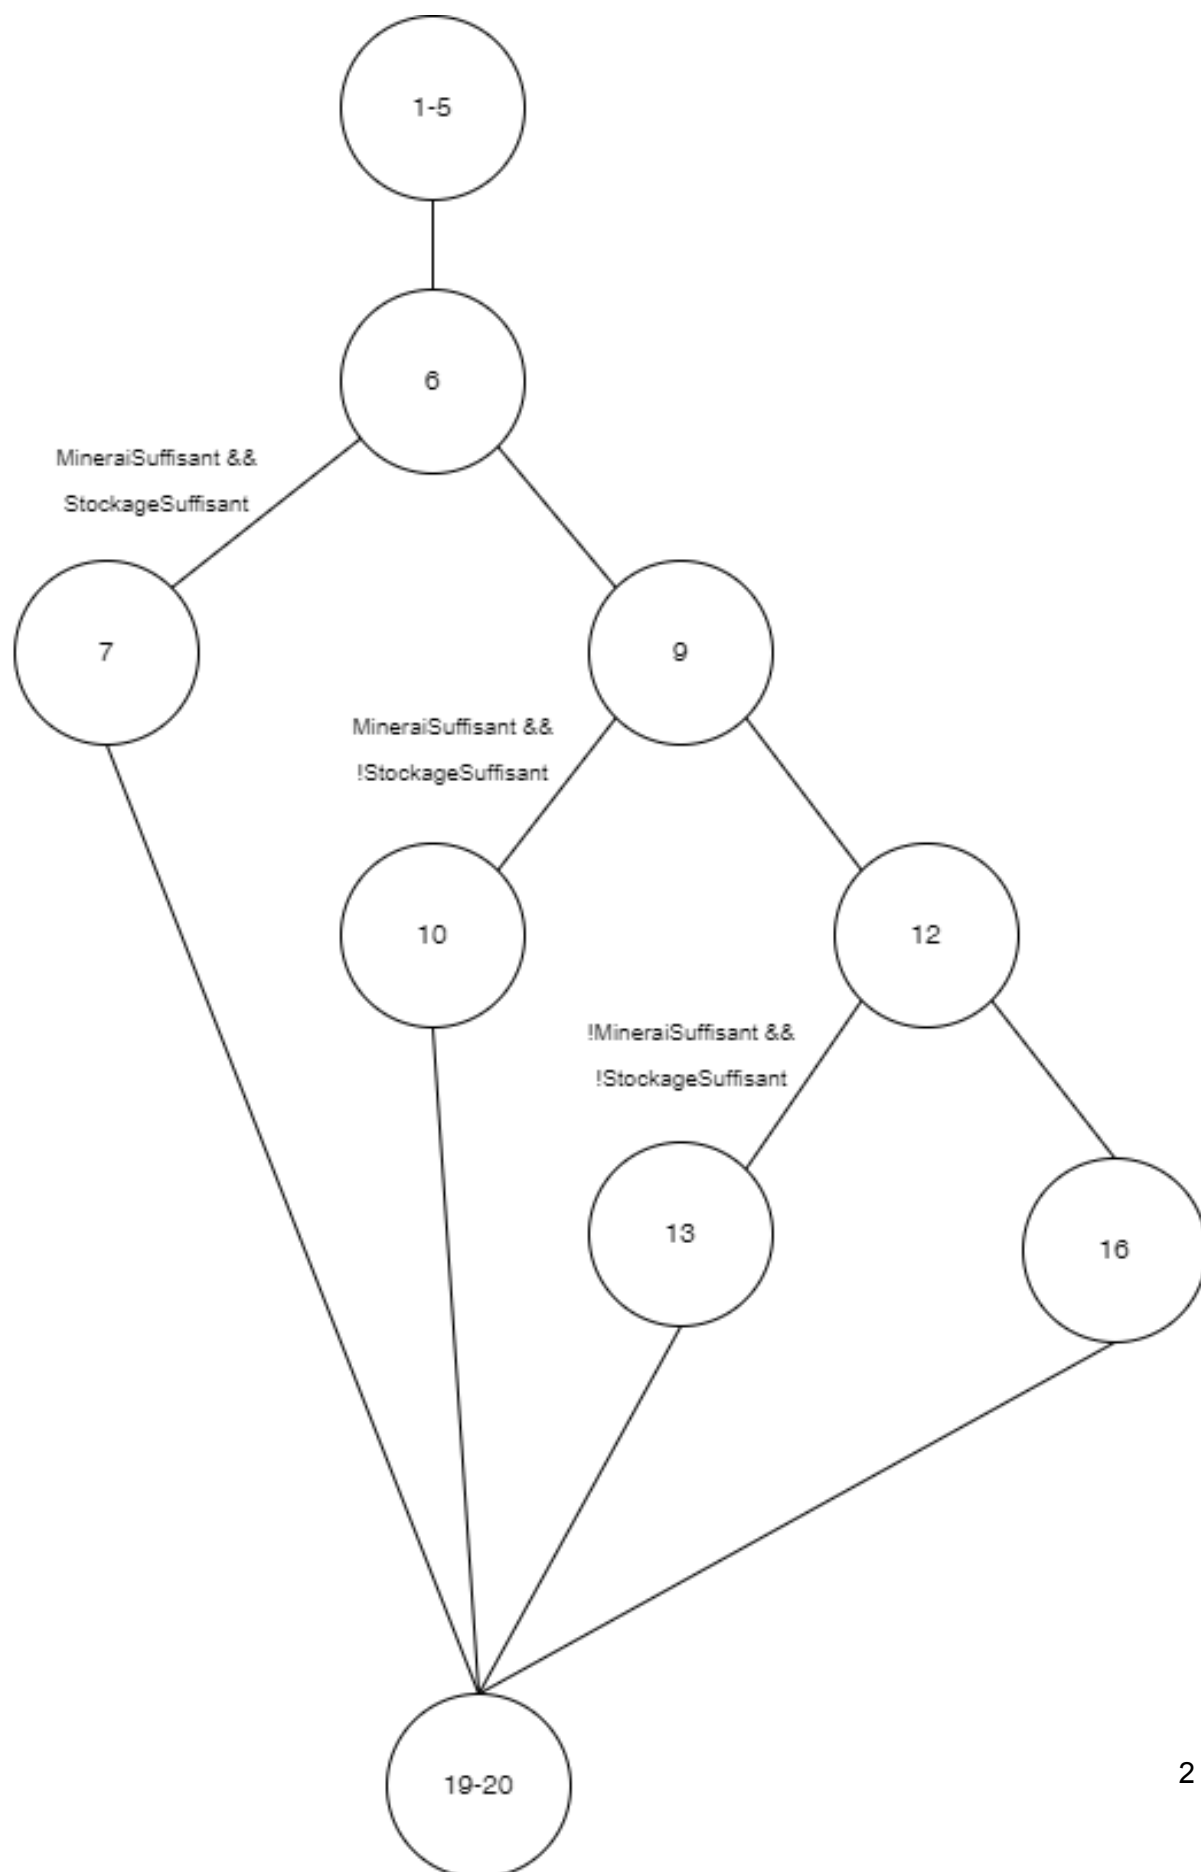 1-5
6
MineraiSuffisant &&
StockageSuffisant
7
9
MineraiSuffisant &&
!StockageSuffisant
10
12
!MineraiSuffisant &&
!StockageSuffisant
13
16
19-20
2